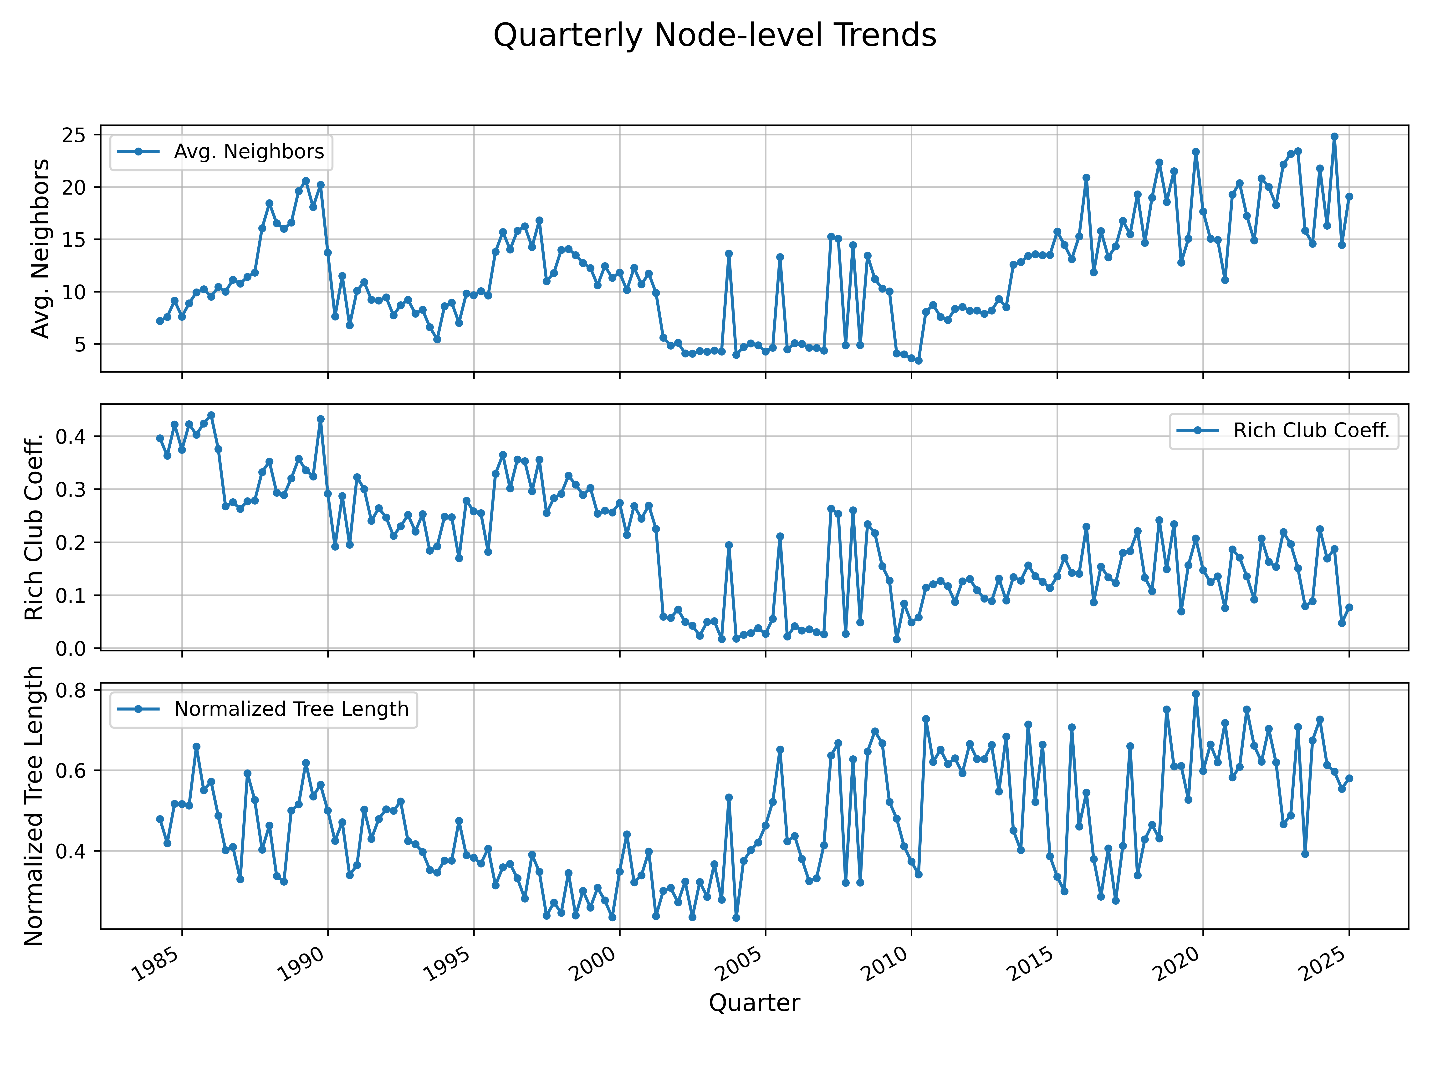 Quarterly Node-level Trends
25
20
15
10
5
Avg. Neighbors
Avg. Neighbors
0.4
0.3
0.2
0.1
0.0
Rich Club Coeff.
Rich Club Coeff.
0.8
0.6
0.4
Normalized Tree Length
Normalized Tree Length
1985
1990
1995
2000
2005
2010
2015
2020
2025
Quarter